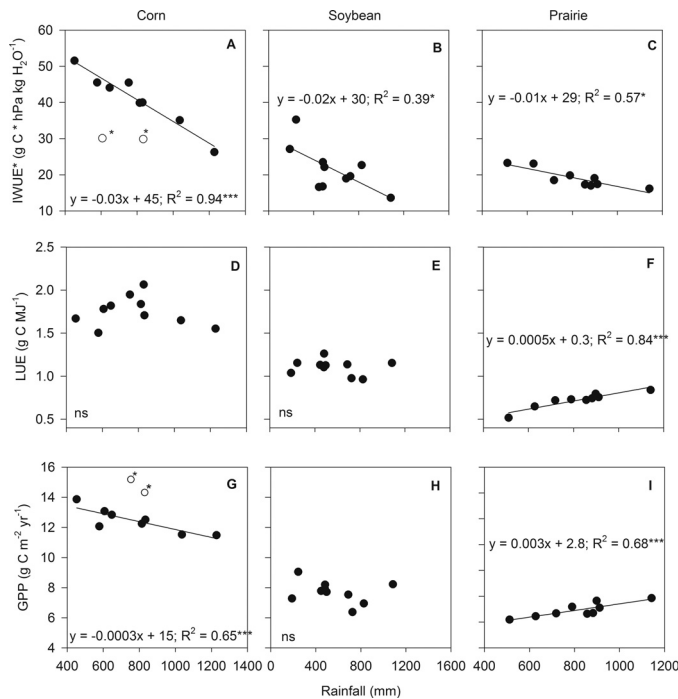 Corn Soybean Prairie
IWUE* (g C * hPa kg H₂O⁻¹)
60
50
40
30
20
10
A
* *
y = -0.03x + 45; R² = 0.94***
B
y = -0.02x + 30; R² = 0.39*
C
y = -0.01x + 29; R² = 0.57*
LUE (g C MJ⁻¹)
2.5
2.0
1.5
1.0
0.5
D
ns
E
ns
F
y = 0.0005x + 0.3; R² = 0.84***
GPP (g C m⁻² yr⁻¹)
16
14
12
10
8
6
4
G
* *
y = -0.0003x + 15; R² = 0.65***
H
ns
I
y = 0.003x + 2.8; R² = 0.68***
400 600 800 1000 1200 1400
0 400 800 1200 1600
400 600 800 1000 1200
Rainfall (mm)